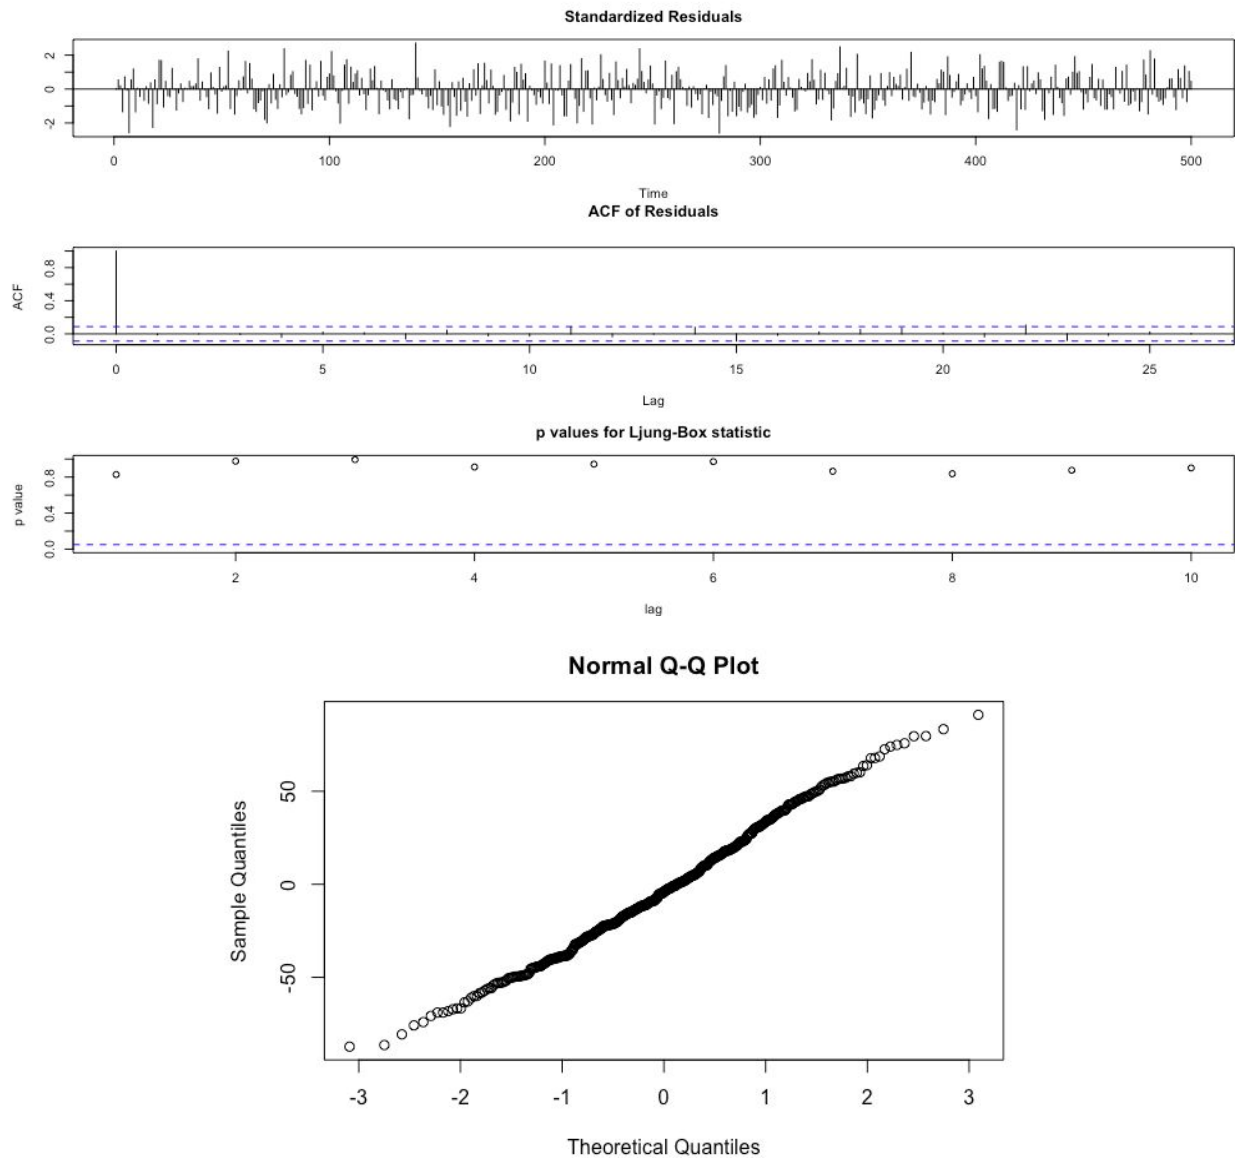 Standardized Residuals
2
0
-2
0 100 200 300 400 500
Time
ACF of Residuals
ACF
0.8
0.4
0.0
0 5 10 15 20 25
Lag
p values for Ljung-Box statistic
p value
0.8
0.4
0.0
2 4 6 8 10
lag
Normal Q-Q Plot
Sample Quantiles
50
0
-50
-3 -2 -1 0 1 2 3
Theoretical Quantiles